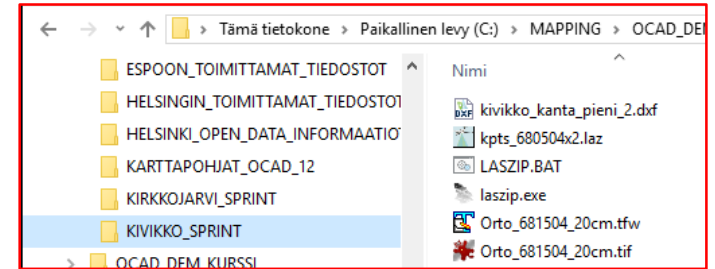 Tämä tietokone > Paikallinen levy (C:) > MAPPING > OCAD_DEM
ESPOON_TOIMITTAMAT_TIEDOSTOT
HELSINGIN_TOIMITTAMAT_TIEDOSTOT
HELSINKI_OPEN_DATA_INFORMAATIO
KARTTAPOHJAT_OCAD_12
KIRKKOJARVI_SPRINT
KIVIKKO_SPRINT
OCAD_DEM_KURSSI
Nimi
DXF kivikko_kanta_pieni_2.dxf
kpts_680504x2.laz
LASZIP.BAT
laszip.exe
Orto_681504_20cm.tfw
Orto_681504_20cm.tif